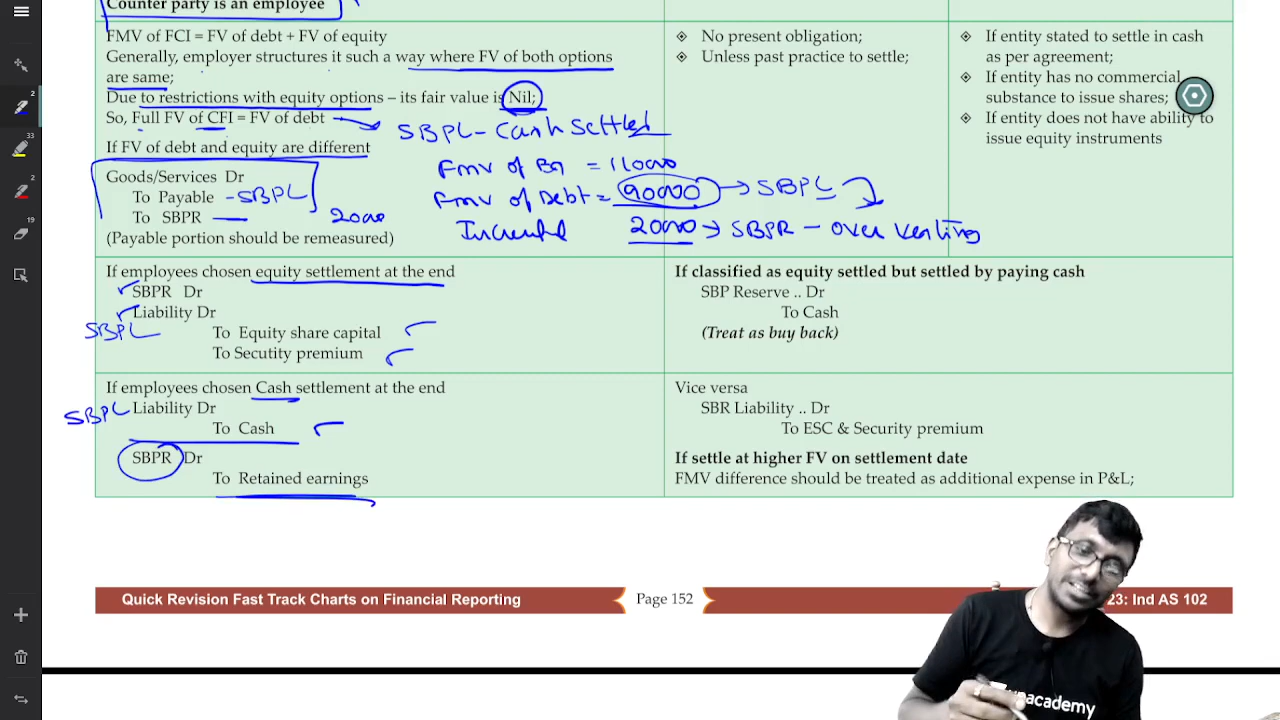 Counter party is an employee
FMV of FCI = FV of debt + FV of equity
Generally, employer structures it such a way where FV of both options
are same;
Due to restrictions with equity options – its fair value is Nil;
So, Full FV of CFI = FV of debt
SBPL - Cash Settled
If FV of debt and equity are different
Fmv of = 11000
Goods/Services Dr
To Payable - SBPL
Fmv of Debt = 90000 → SBPL
To SBPR
2000
Incremental 2000 → SBPR - over vesting
(Payable portion should be remeasured)
No present obligation;
Unless past practice to settle;
If entity stated to settle in cash
as per agreement;
If entity has no commercial
substance to issue shares;
If entity does not have ability to
issue equity instruments
If employees chosen equity settlement at the end
SBPR Dr
Liability Dr
SBPL
To Equity share capital
To Secutity premium
If classified as equity settled but settled by paying cash
SBP Reserve .. Dr
To Cash
(Treat as buy back)
If employees chosen Cash settlement at the end
SBPL Liability Dr
To Cash
SBPR Dr
To Retained earnings
Vice versa
SBR Liability .. Dr
To ESC & Security premium
If settle at higher FV on settlement date
FMV difference should be treated as additional expense in P&L;
Quick Revision Fast Track Charts on Financial Reporting
Page 152
23: Ind AS 102
unacademy
2
33
2
19